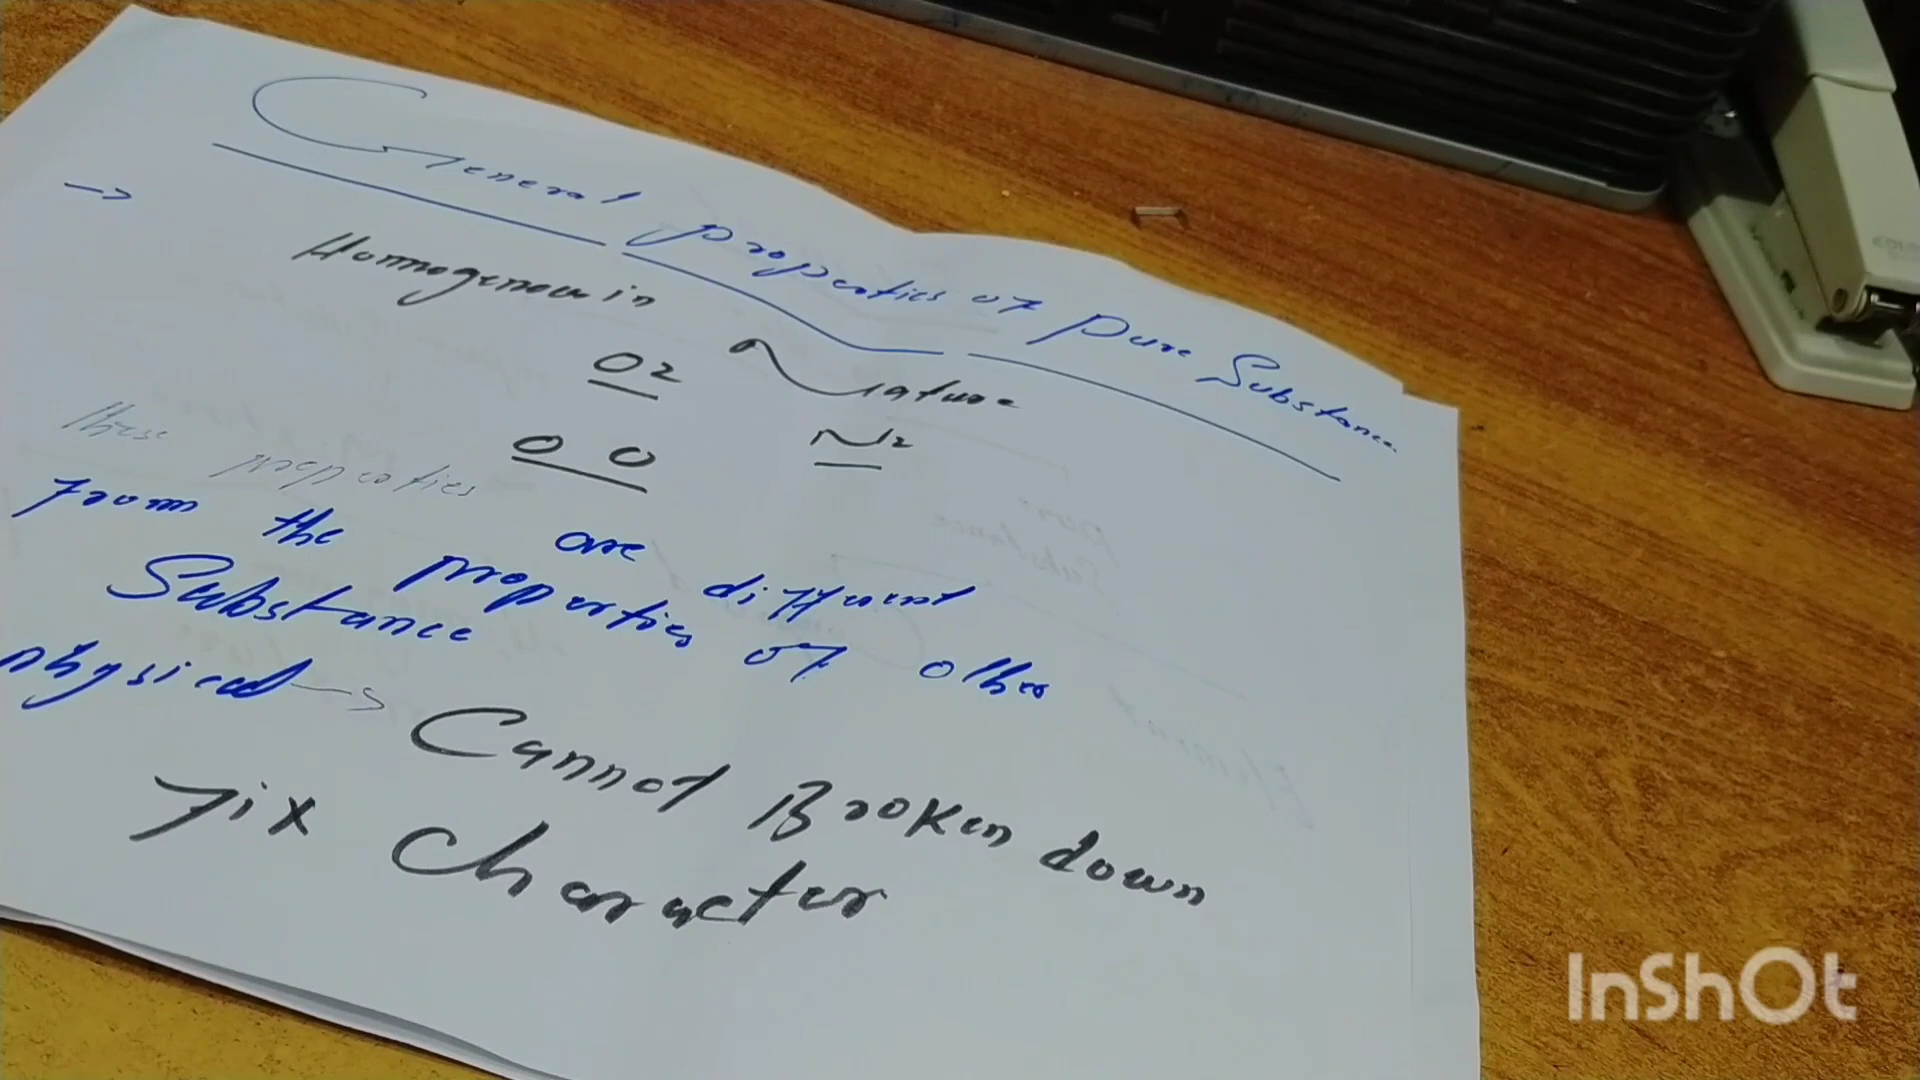 General properties of pure Substance
→ Homogenous in Nature
O2 N2
O O
these properties are different
from the properties of other
Substance
physical → Cannot Broken down
fix Character
InShOt